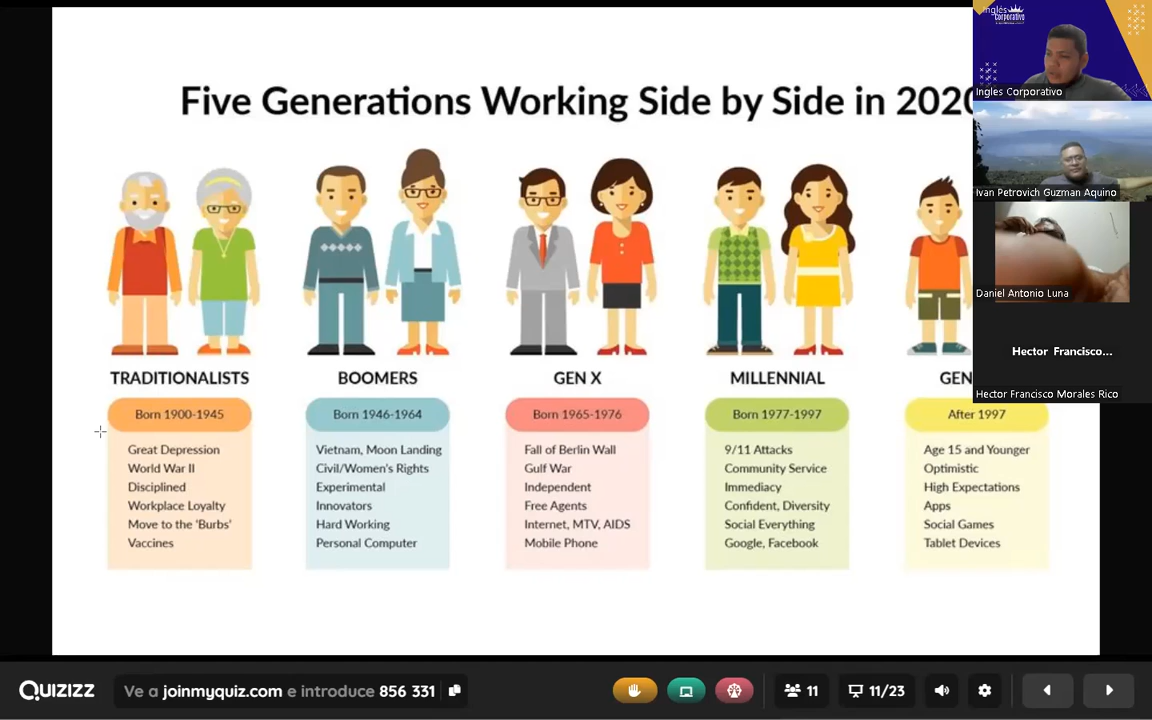 Five Generations Working Side by Side in 2020
TRADITIONALISTS
Born 1900-1945
Great Depression
World War II
Disciplined
Workplace Loyalty
Move to the 'Burbs'
Vaccines
BOOMERS
Born 1946-1964
Vietnam, Moon Landing
Civil/Women's Rights
Experimental
Innovators
Hard Working
Personal Computer
GEN X
Born 1965-1976
Fall of Berlin Wall
Gulf War
Independent
Free Agents
Internet, MTV, AIDS
Mobile Phone
MILLENNIAL
Born 1977-1997
9/11 Attacks
Community Service
Immediacy
Confident, Diversity
Social Everything
Google, Facebook
GEN
After 1997
Age 15 and Younger
Optimistic
High Expectations
Apps
Social Games
Tablet Devices
Inglés
Corporativo
Ingles Corporativo
Ivan Petrovich Guzman Aquino
Daniel Antonio Luna
Hector Francisco...
Hector Francisco Morales Rico
Quizizz
Ve a joinmyquiz.com e introduce 856 331
11
11/23